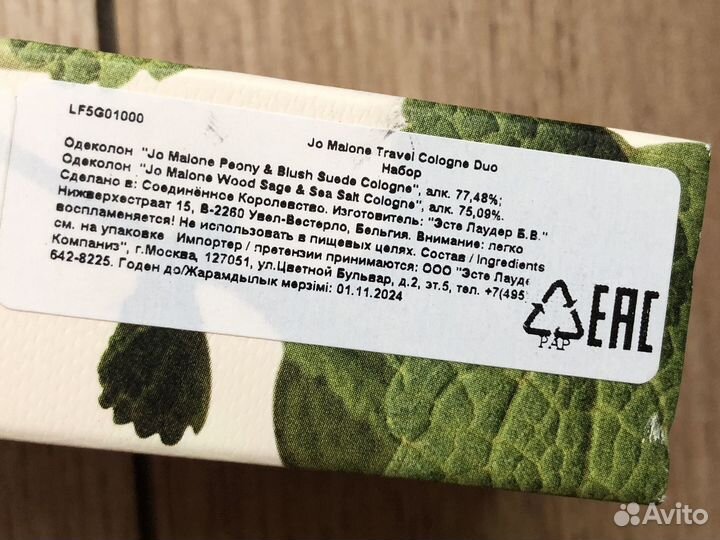 LF5G01000
Jo Malone Travel Cologne Duo
Набор
Одеколон "Jo Malone Peony & Blush Suede Cologne", алк. 77,48%;
Одеколон "Jo Malone Wood Sage & Sea Salt Cologne", алк. 75,09%.
Сделано в: Соединённое Королевство. Изготовитель: "Эсте Лаудер Б.В."
Нижверхестраат 15, В-2260 Увел-Вестерло, Бельгия. Внимание: легко
воспламеняется! Не использовать в пищевых целях. Состав / Ingredients
см. на упаковке Импортер / претензии принимаются: ООО "Эсте Лауде
Компаниз", г.Москва, 127051, ул.Цветной Бульвар, д.2, эт.5, тел. +7(495
642-8225. Годен до/Жарамдылык мерзімі: 01.11.2024
PAP
EAC
Avito